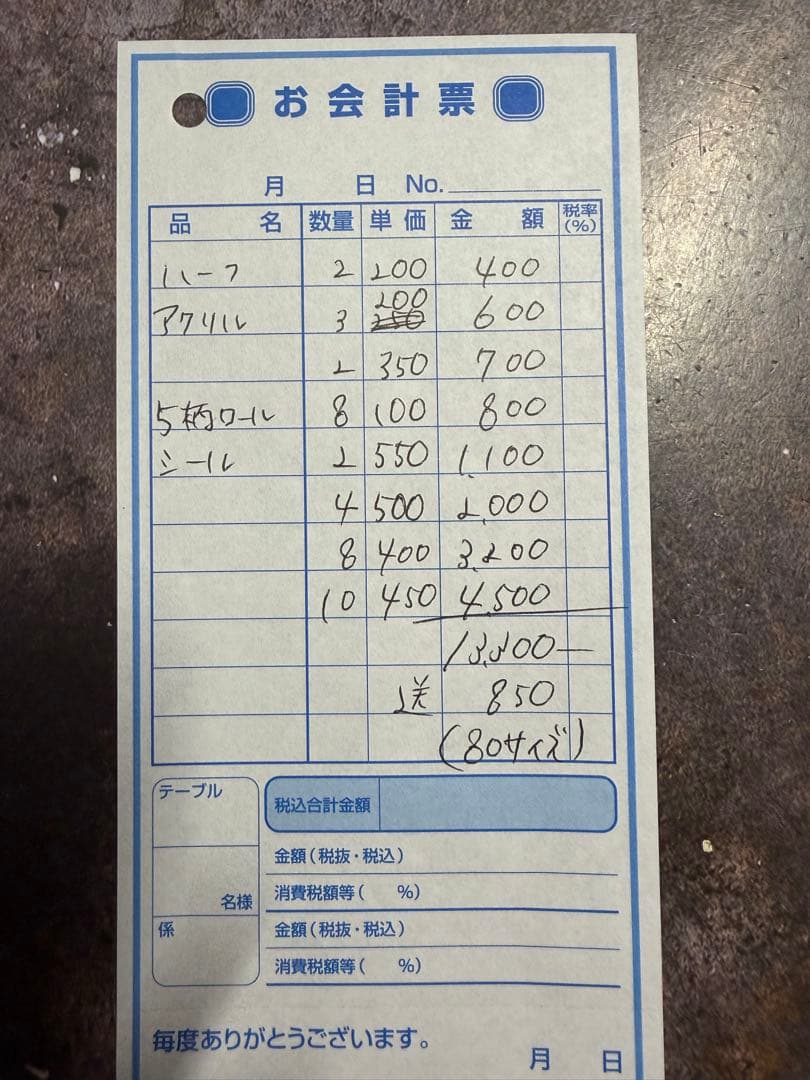 お会計票
月 日 No.
品名 数量 単価 金額 税率(%)
ハーフ 2 200 400
アクリル 3 200 600
2 350 700
5柄ロール 8 100 800
シール 2 550 1,100
4 500 2,000
8 400 3,200
10 450 4,500
13,300—
送 850
(80サイズ)
テーブル
税込合計金額
金額(税抜・税込)
名様
消費税額等( %)
係
金額(税抜・税込)
消費税額等( %)
毎度ありがとうございます。
月 日